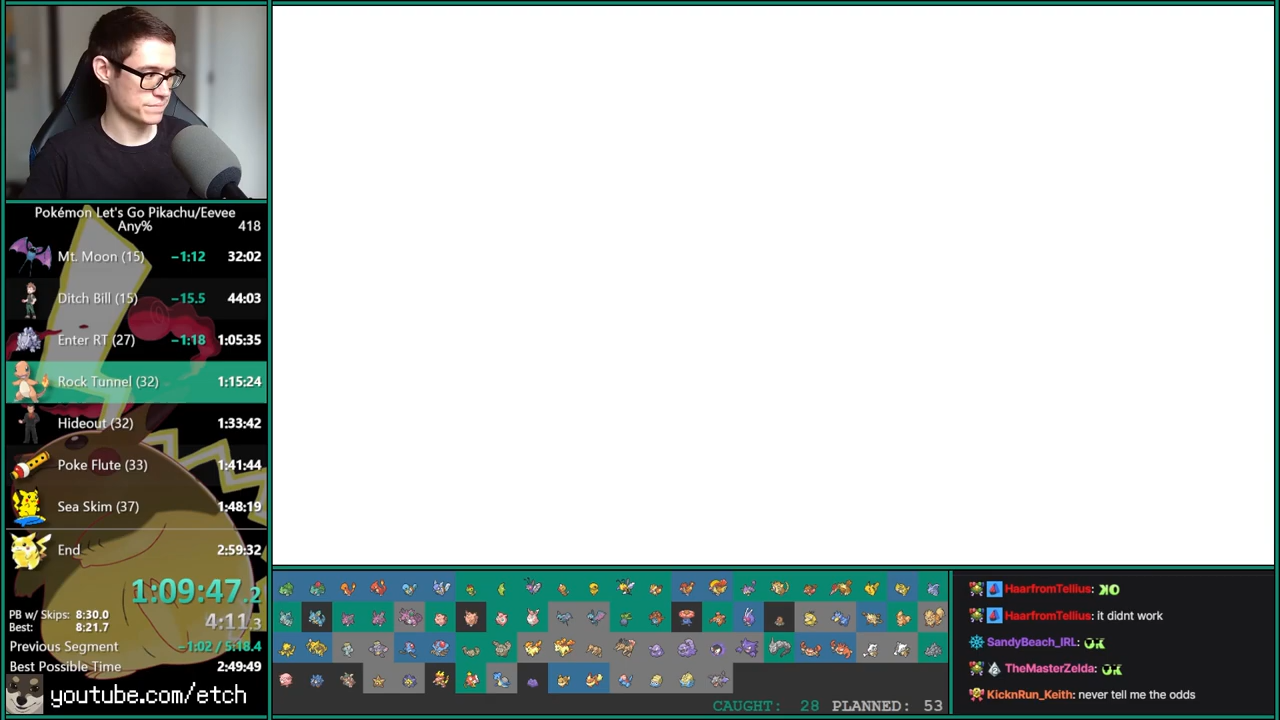 Pokémon Let's Go Pikachu/Eevee
Any% 418
Mt. Moon (15) −1:12 32:02
Ditch Bill (15) −15.5 44:03
Enter RT (27) −1:18 1:05:35
Rock Tunnel (32) 1:15:24
Hideout (32) 1:33:42
Poke Flute (33) 1:41:44
Sea Skim (37) 1:48:19
End 2:59:32
1:09:47.2
PB w/ Skips: 8:30.0
Best: 8:21.7 4:11.3
Previous Segment −1:02 / 5:18.4
Best Possible Time 2:49:49
youtube.com/etch
CAUGHT: 28 PLANNED: 53
HaarfromTellius: KO
HaarfromTellius: it didnt work
SandyBeach_IRL: OK
TheMasterZelda: OK
KicknRun_Keith: never tell me the odds